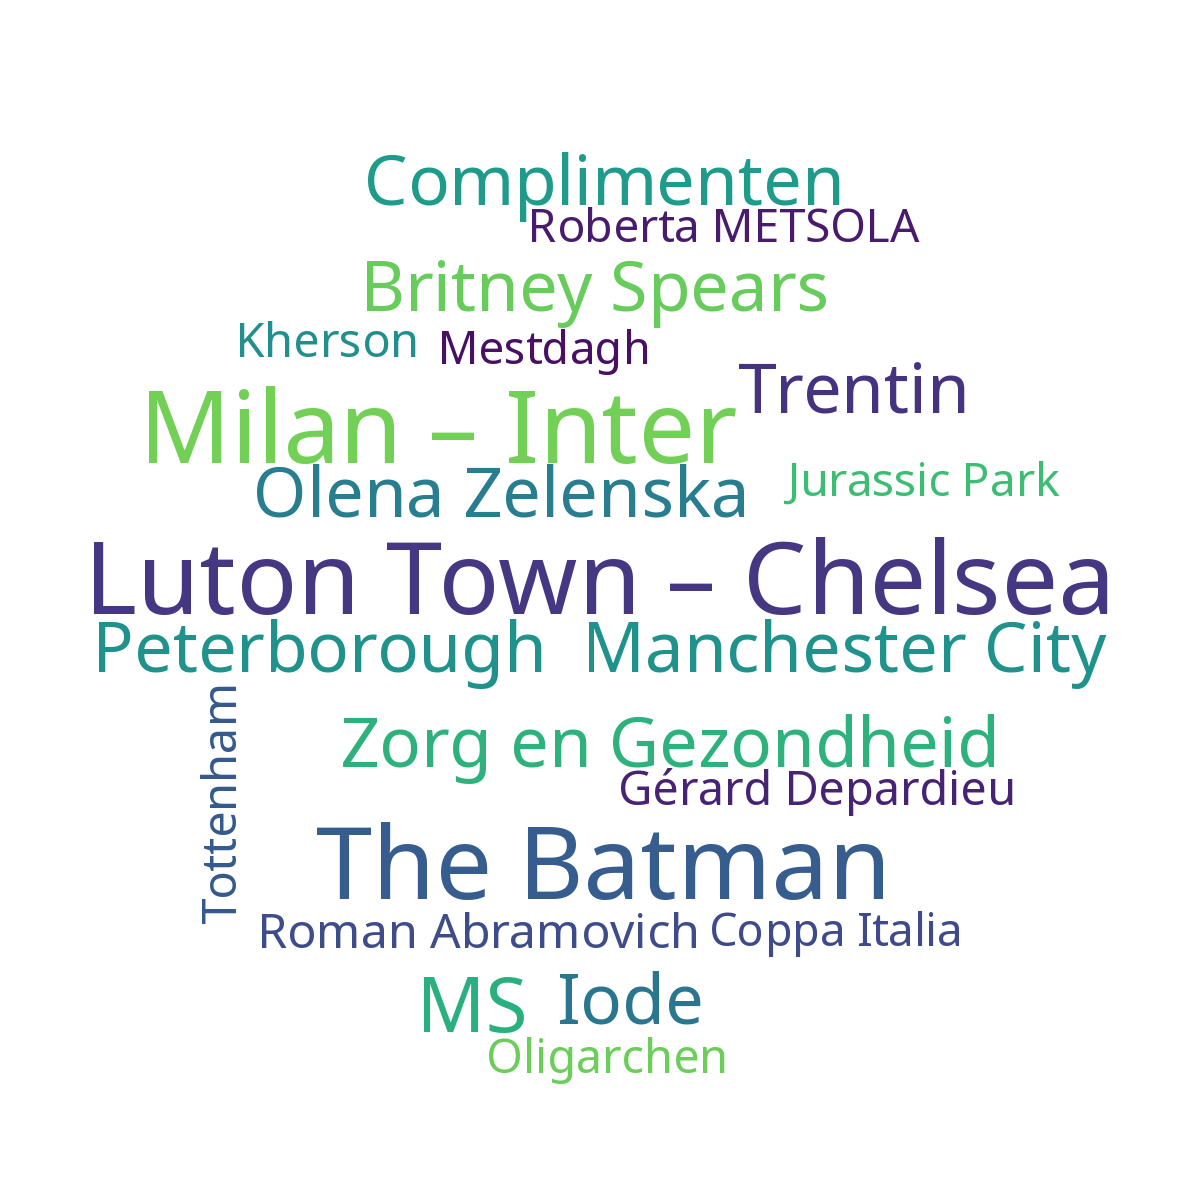 Complimenten
Roberta METSOLA
Britney Spears
Kherson
Mestdagh
Trentin
Milan – Inter
Jurassic Park
Olena Zelenska
Luton Town – Chelsea
Peterborough
Manchester City
Tottenham
Zorg en Gezondheid
Gérard Depardieu
The Batman
Roman Abramovich
Coppa Italia
MS
Iode
Oligarchen